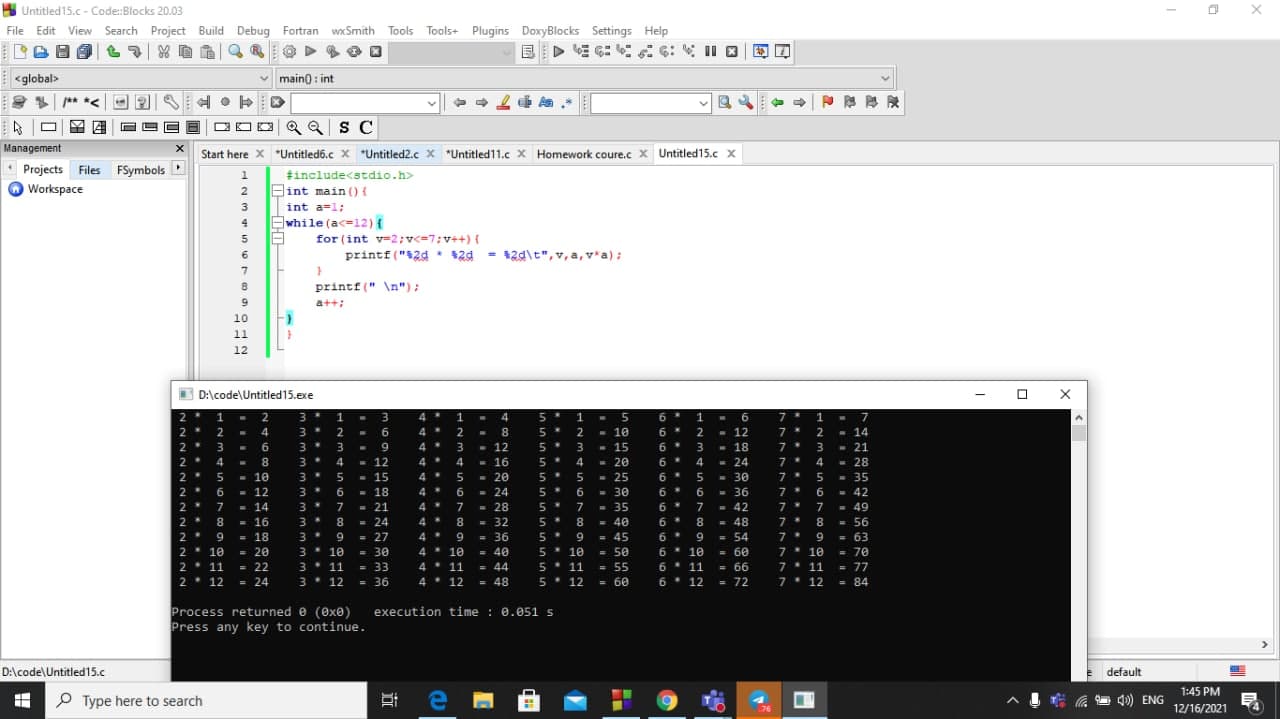 Untitled15.c - Code::Blocks 20.03
File Edit View Search Project Build Debug Fortran wxSmith Tools Tools+ Plugins DoxyBlocks Settings Help
<global> main() : int
/** *<
S C
Management
Start here *Untitled6.c *Untitled2.c *Untitled11.c Homework coure.c Untitled15.c
Projects Files FSymbols
Workspace
1 #include<stdio.h>
2 int main(){
3 int a=1;
4 while(a<=12){
5 for(int v=2;v<=7;v++){
6 printf("%2d * %2d  = %2d\t",v,a,v*a);
7 }
8 printf(" \n");
9 a++;
10 }
11 }
12
D:\code\Untitled15.exe
2 *  1  =  2 3 *  1  =  3 4 *  1  =  4 5 *  1  =  5 6 *  1  =  6 7 *  1  =  7
2 *  2  =  4 3 *  2  =  6 4 *  2  =  8 5 *  2  = 10 6 *  2  = 12 7 *  2  = 14
2 *  3  =  6 3 *  3  =  9 4 *  3  = 12 5 *  3  = 15 6 *  3  = 18 7 *  3  = 21
2 *  4  =  8 3 *  4  = 12 4 *  4  = 16 5 *  4  = 20 6 *  4  = 24 7 *  4  = 28
2 *  5  = 10 3 *  5  = 15 4 *  5  = 20 5 *  5  = 25 6 *  5  = 30 7 *  5  = 35
2 *  6  = 12 3 *  6  = 18 4 *  6  = 24 5 *  6  = 30 6 *  6  = 36 7 *  6  = 42
2 *  7  = 14 3 *  7  = 21 4 *  7  = 28 5 *  7  = 35 6 *  7  = 42 7 *  7  = 49
2 *  8  = 16 3 *  8  = 24 4 *  8  = 32 5 *  8  = 40 6 *  8  = 48 7 *  8  = 56
2 *  9  = 18 3 *  9  = 27 4 *  9  = 36 5 *  9  = 45 6 *  9  = 54 7 *  9  = 63
2 * 10  = 20 3 * 10  = 30 4 * 10  = 40 5 * 10  = 50 6 * 10  = 60 7 * 10  = 70
2 * 11  = 22 3 * 11  = 33 4 * 11  = 44 5 * 11  = 55 6 * 11  = 66 7 * 11  = 77
2 * 12  = 24 3 * 12  = 36 4 * 12  = 48 5 * 12  = 60 6 * 12  = 72 7 * 12  = 84
Process returned 0 (0x0)   execution time : 0.051 s
Press any key to continue.
D:\code\Untitled15.c default
Type here to search ENG 1:45 PM
12/16/2021